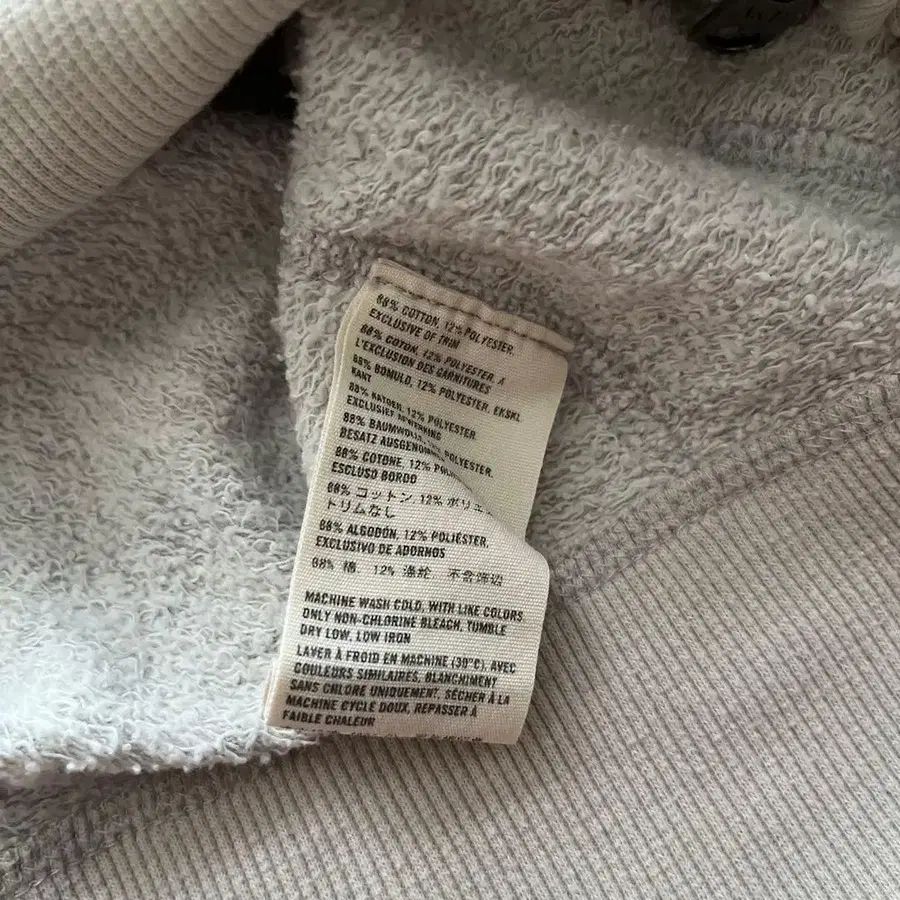 88% COTTON, 12% POLYESTER,
EXCLUSIVE OF TRIM
88% COTON, 12% POLYESTER, A
L'EXCLUSION DES GARNITURES
88% BOMULD, 12% POLYESTER, EKSKL
KANT
88% KATOEN, 12% POLYESTER
EXCLUSIEF AFWERKING
88% 12% POLYESTER,
BESATZ
88% COTONE, 12%
ESCLUSO BORDO
88% コットン 12%
トリムなし
88% ALGODÓN, 12% POLIÉSTER,
EXCLUSIVO DE ADORNOS
88% 棉, 12% 不含饰边
MACHINE WASH COLD, WITH LIKE COLORS
ONLY NON-CHLORINE BLEACH, TUMBLE
DRY LOW, LOW IRON
LAVER À FROID EN MACHINE (30°C), AVEC
COULEURS SIMILAIRES, BLANCHIMENT
SANS CHLORE UNIQUEMENT, SÉCHER À LA
MACHINE CYCLE DOUX, REPASSER À
FAIBLE CHALEUR